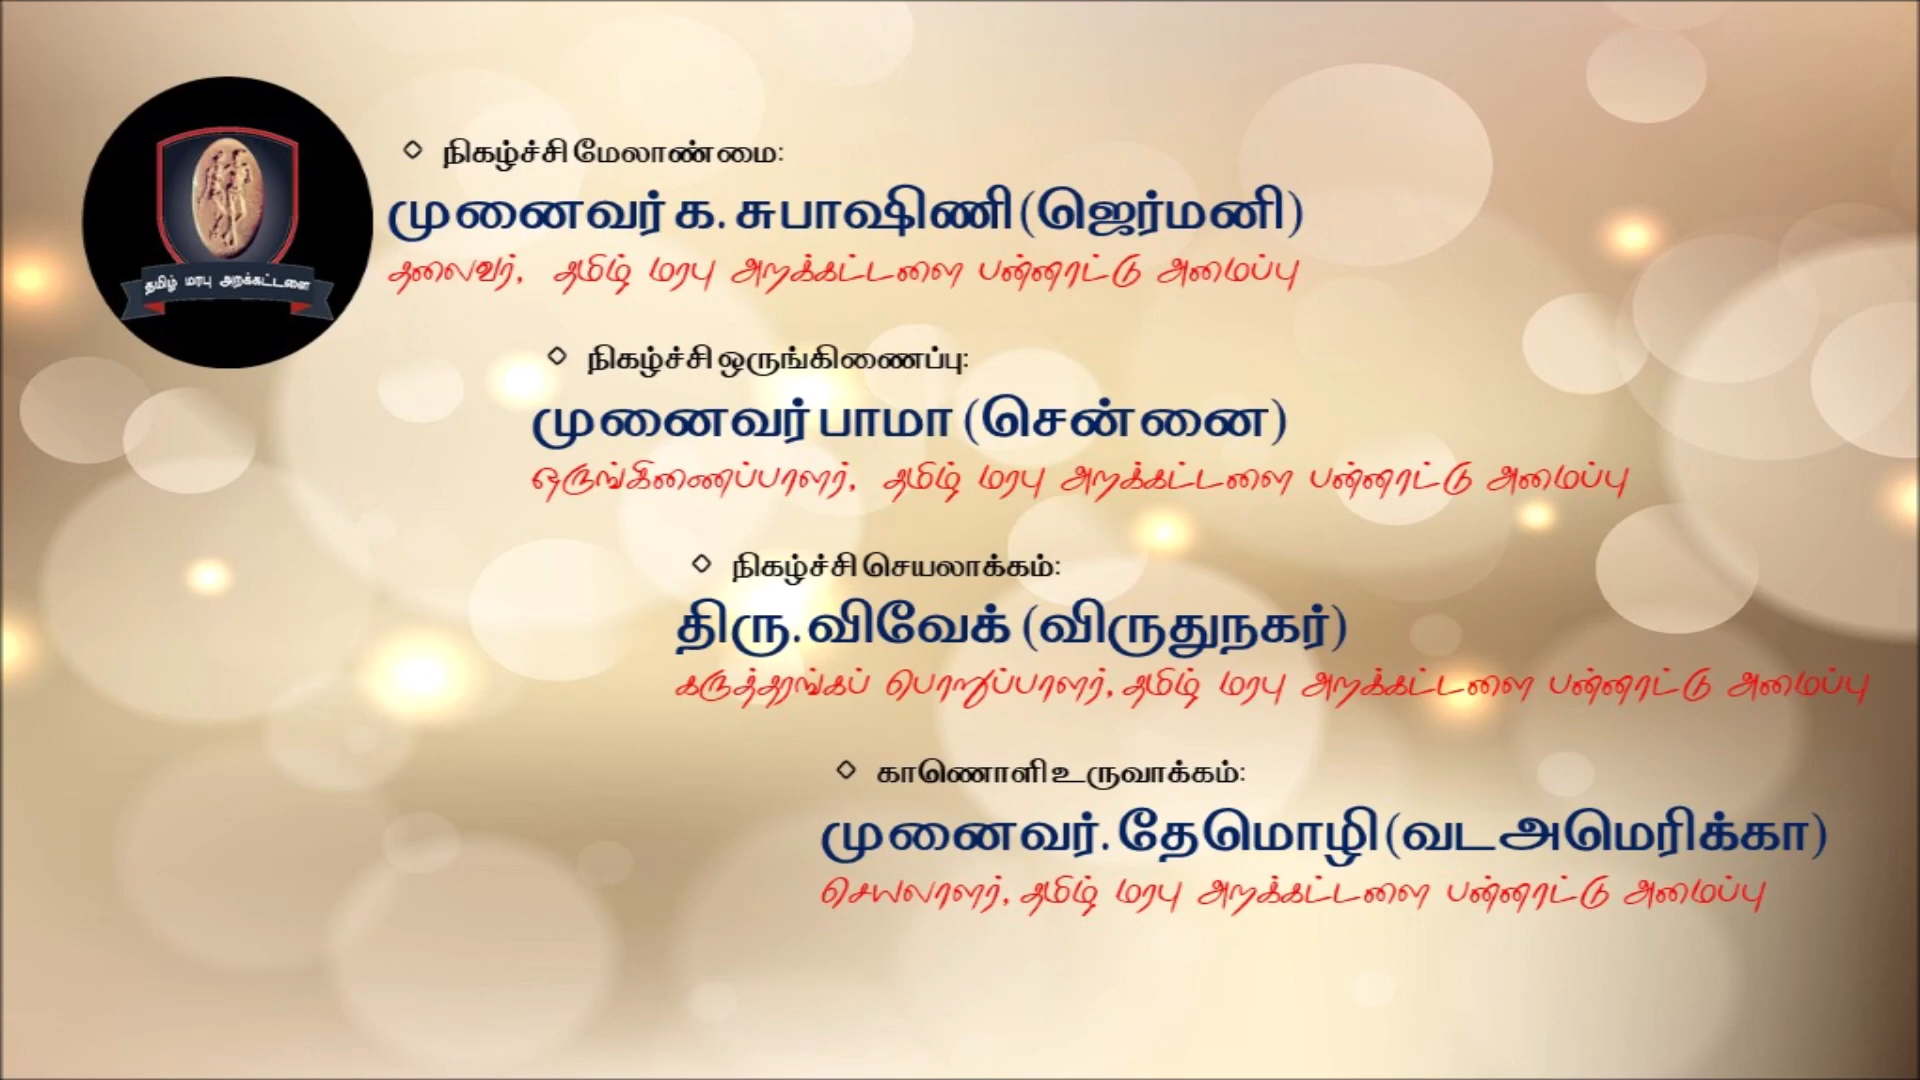 தமிழ் மரபு அறக்கட்டளை
◇ நிகழ்ச்சி மேலாண்மை:
முனைவர் க. சுபாஷிணி (ஜெர்மனி)
தலைவர், தமிழ் மரபு அறக்கட்டளை பன்னாட்டு அமைப்பு
◇ நிகழ்ச்சி ஒருங்கிணைப்பு:
முனைவர் பாமா (சென்னை)
ஒருங்கிணைப்பாளர், தமிழ் மரபு அறக்கட்டளை பன்னாட்டு அமைப்பு
◇ நிகழ்ச்சி செயலாக்கம்:
திரு. விவேக் (விருதுநகர்)
கருத்தரங்கப் பொறுப்பாளர், தமிழ் மரபு அறக்கட்டளை பன்னாட்டு அமைப்பு
◇ காணொளி உருவாக்கம்:
முனைவர். தேமொழி (வட அமெரிக்கா)
செயலாளர், தமிழ் மரபு அறக்கட்டளை பன்னாட்டு அமைப்பு